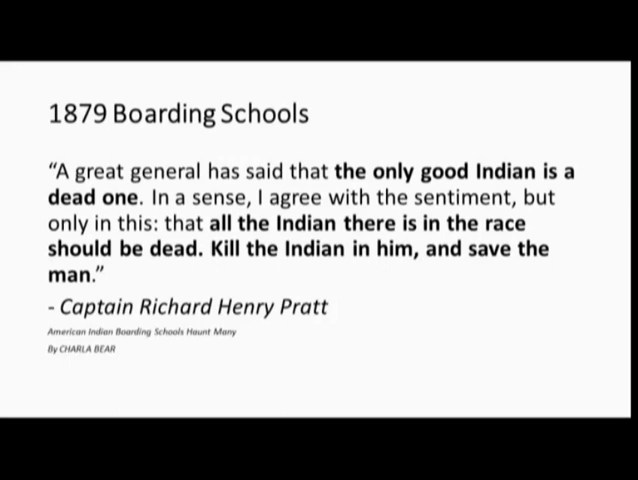 1879 Boarding Schools
“A great general has said that the only good Indian is a
dead one. In a sense, I agree with the sentiment, but
only in this: that all the Indian there is in the race
should be dead. Kill the Indian in him, and save the
man.”
- Captain Richard Henry Pratt
American Indian Boarding Schools Haunt Many
By CHARLA BEAR